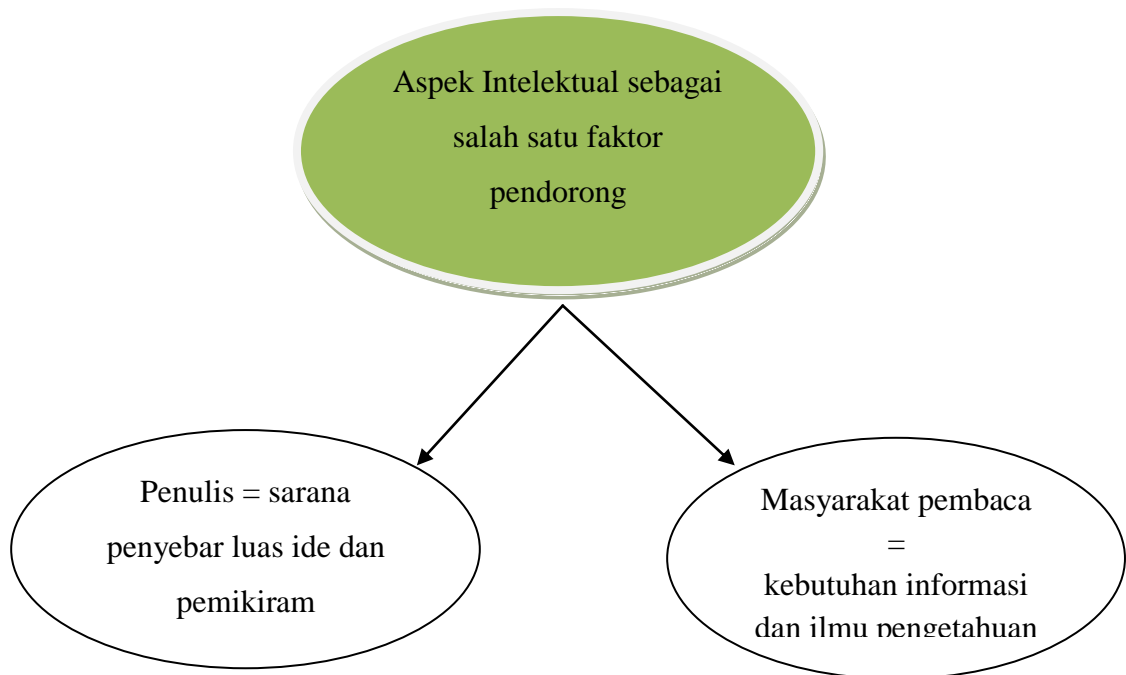 Aspek Intelektual sebagai
salah satu faktor
pendorong
Penulis = sarana
penyebar luas ide dan
pemikiram
Masyarakat pembaca
=
kebutuhan informasi
dan ilmu pengetahuan